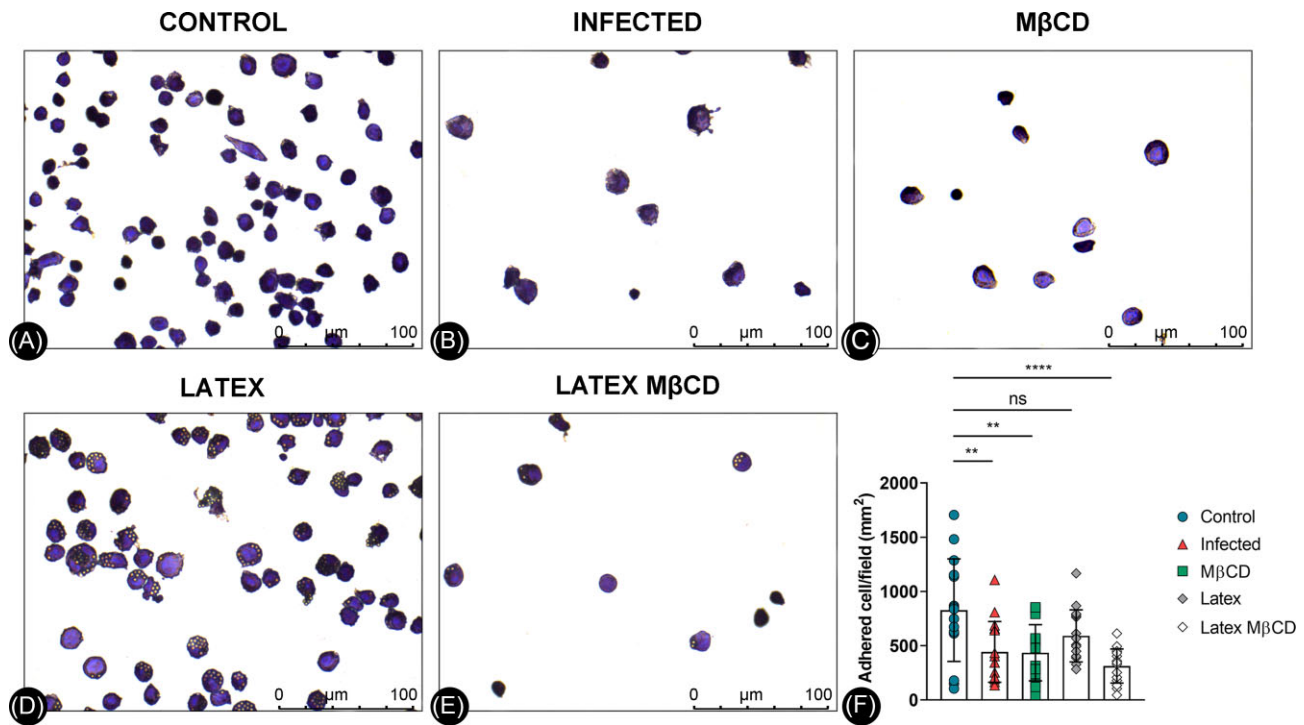 CONTROL
INFECTED
MβCD
0 μm 100
(A)
0 μm 100
(B)
0 μm 100
(C)
LATEX
LATEX MβCD
0 μm 100
(D)
0 μm 100
(E)
****
ns
**
**
Adhered cell/field (mm²)
2000
1500
1000
500
0
Control
Infected
MβCD
Latex
Latex MβCD
(F)